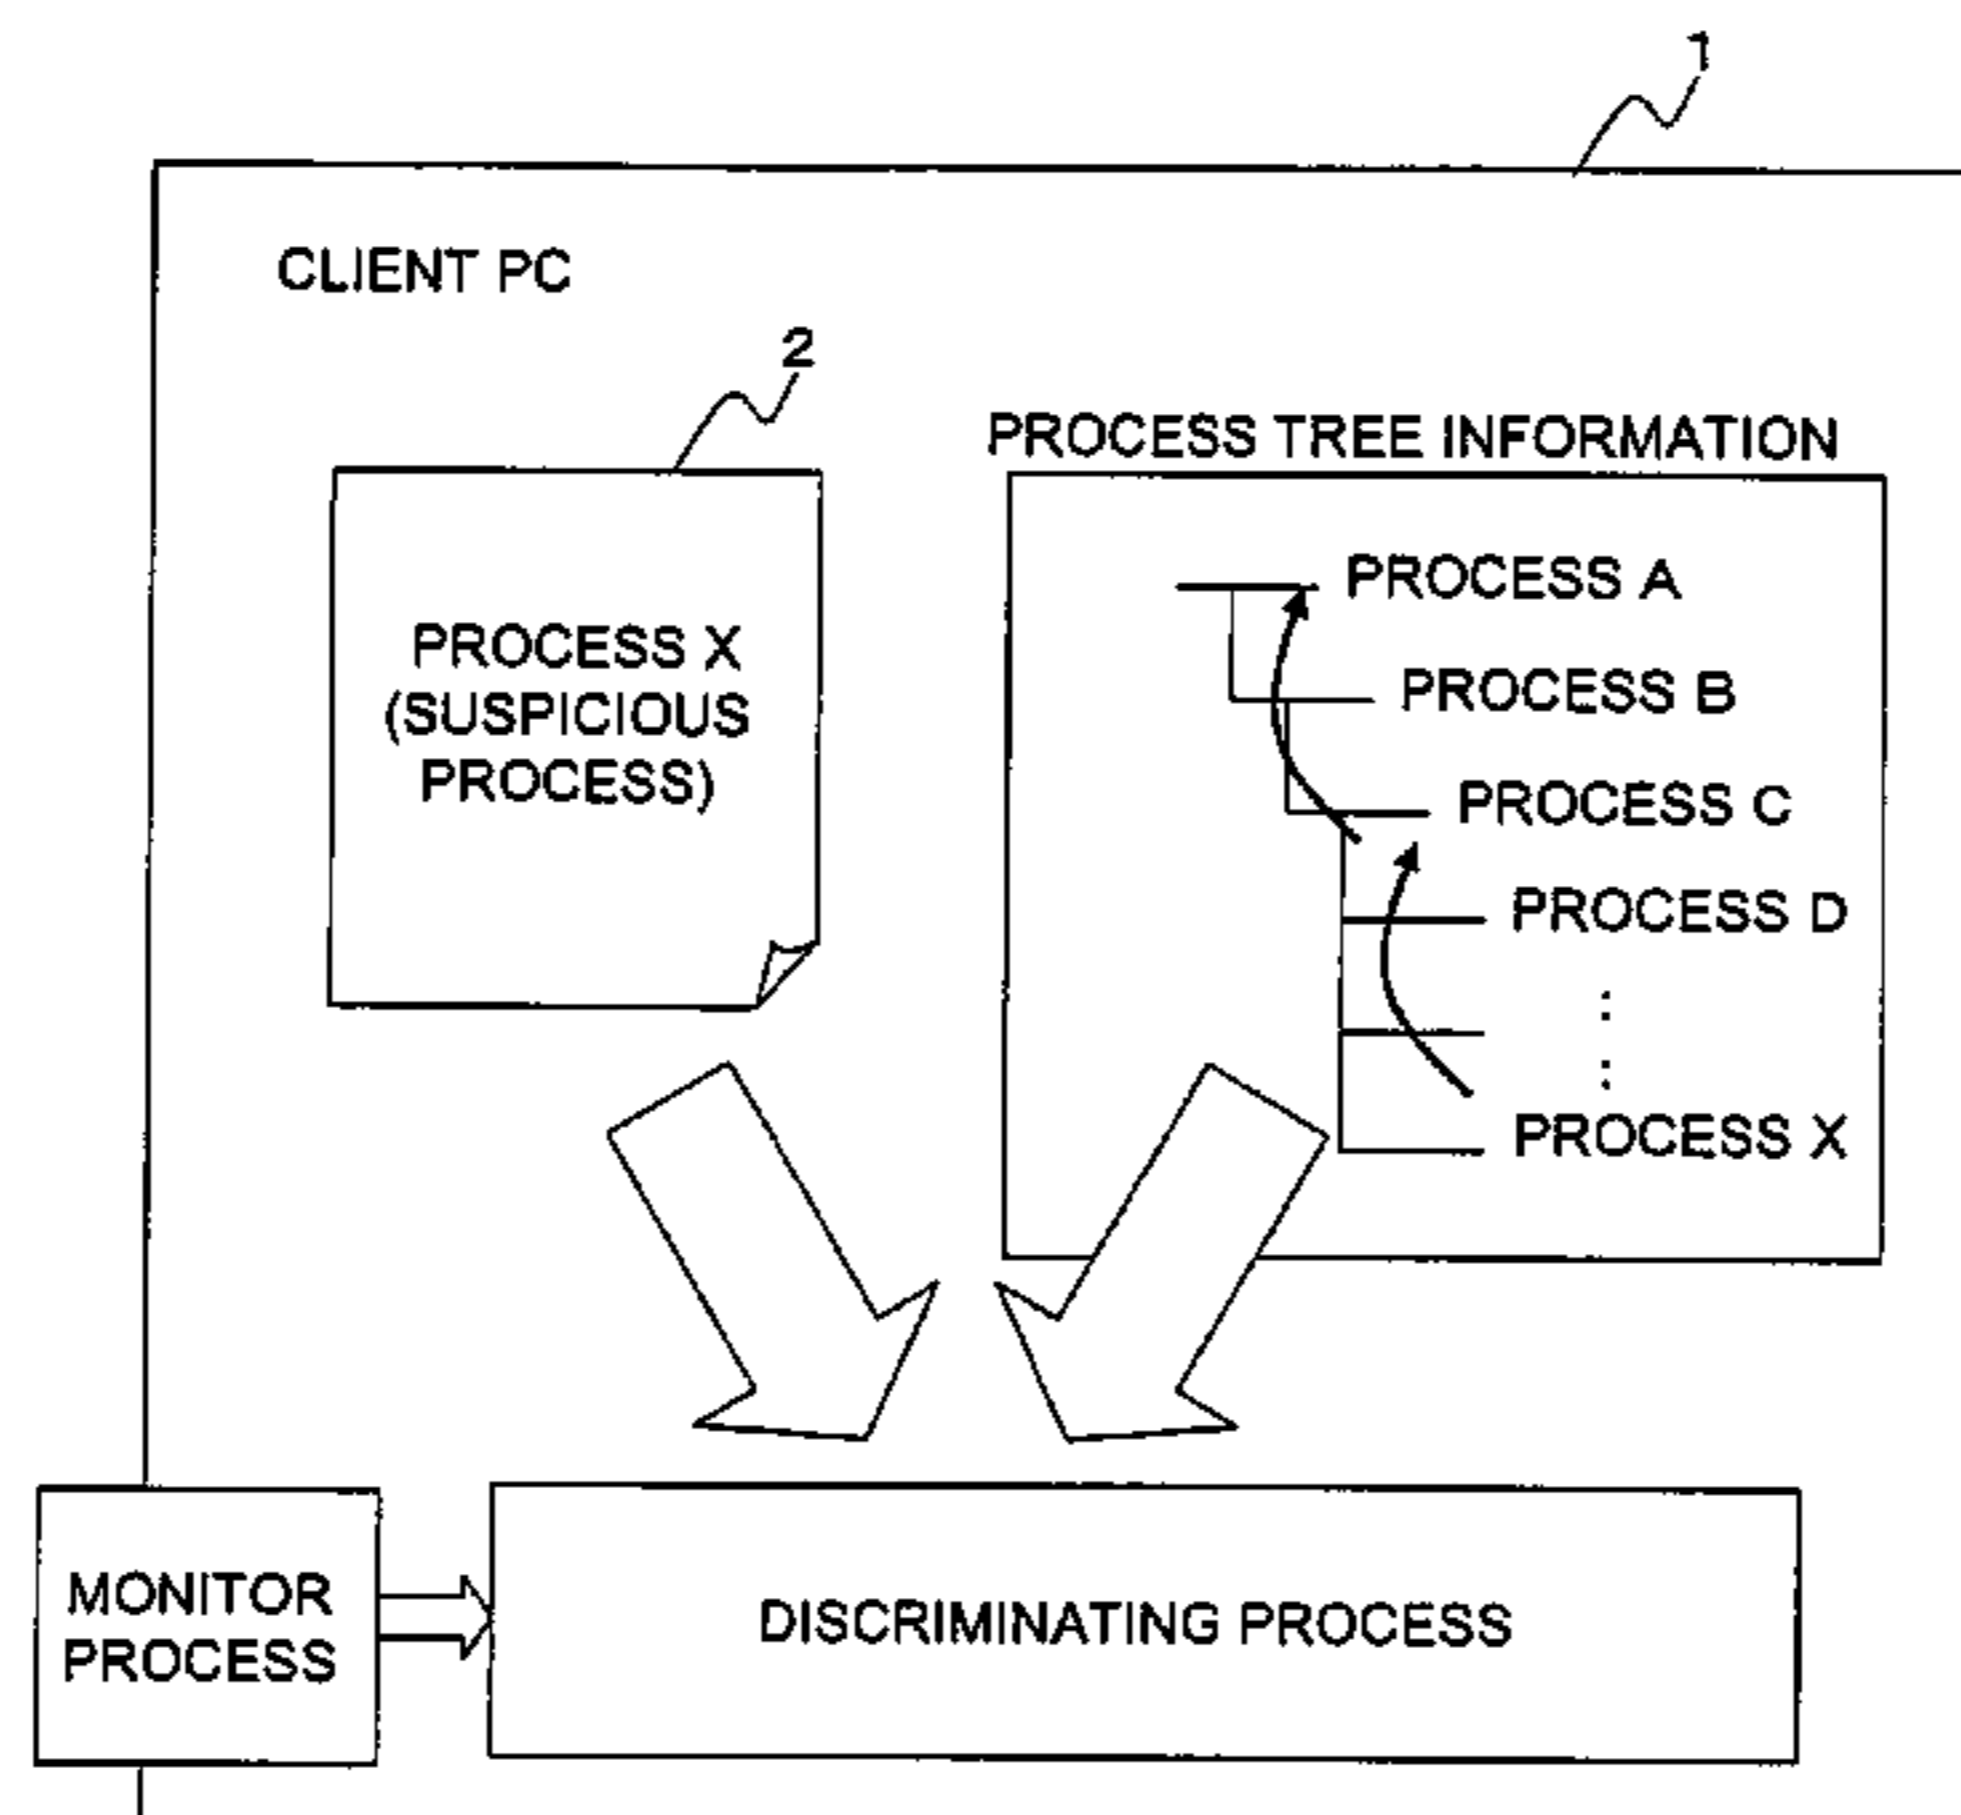 1
CLIENT PC
2
PROCESS TREE INFORMATION
PROCESS X
(SUSPICIOUS
PROCESS)
PROCESS A
PROCESS B
PROCESS C
PROCESS D
PROCESS X
MONITOR
PROCESS
DISCRIMINATING PROCESS